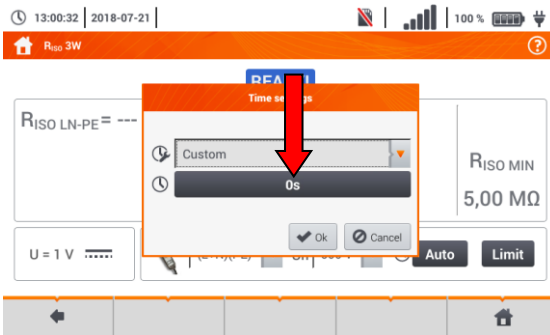 13:00:32 2018-07-21 100 %
RISO 3W
Time settings
RISO LN-PE= ---
Custom
0s
RISO MIN
5,00 MΩ
Ok Cancel
U = 1 V
Auto Limit